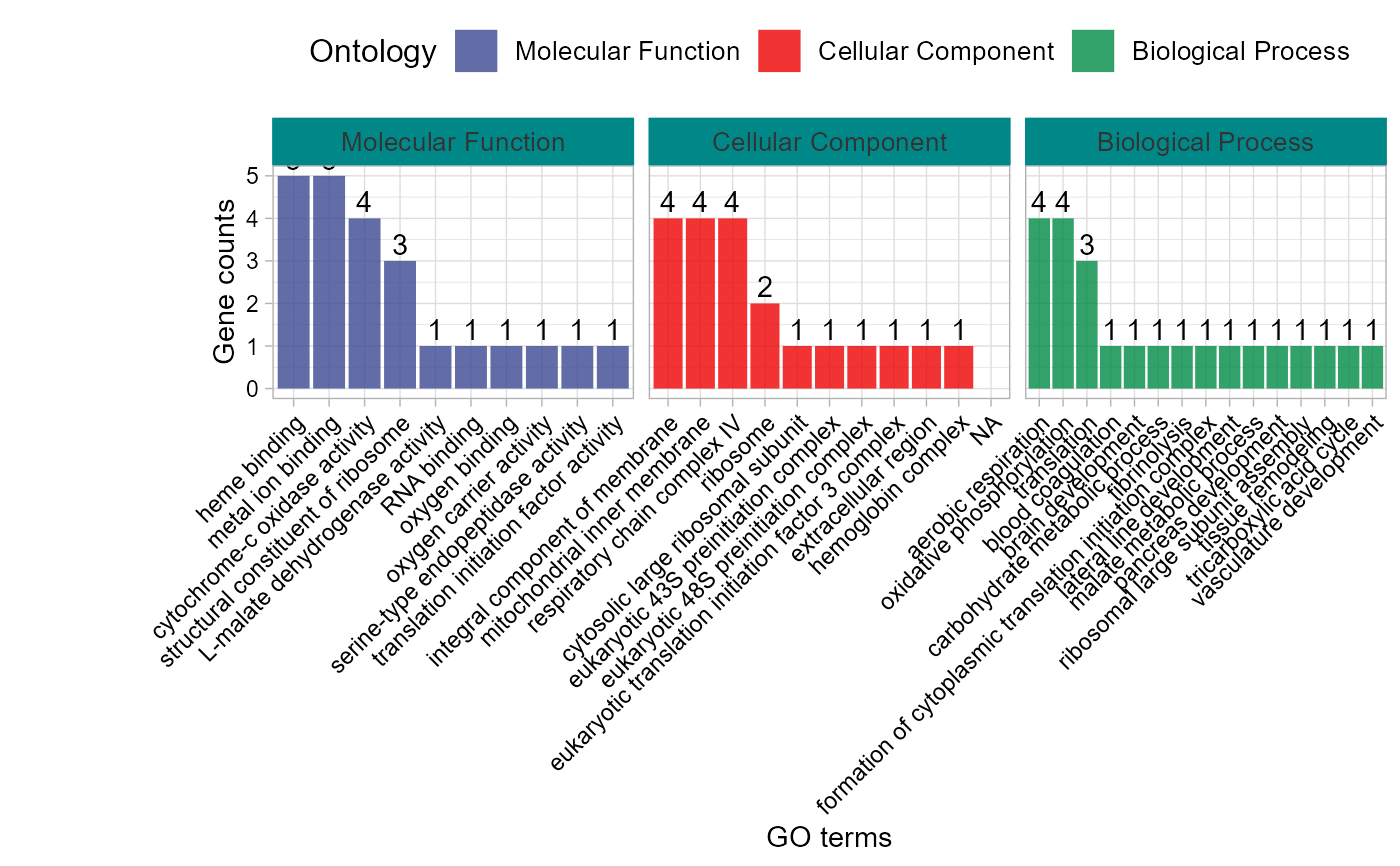 Ontology Molecular Function Cellular Component Biological Process
Molecular Function Cellular Component Biological Process
Gene counts
5
4
3
2
1
0
4
3
1
1
1
1
1
1
4
4
4
2
1
1
1
1
1
1
4
4
3
1
1
1
1
1
1
1
1
1
1
1
1
heme binding
metal ion binding
cytochrome-c oxidase activity
structural constituent of ribosome
L-malate dehydrogenase activity
RNA binding
oxygen binding
oxygen carrier activity
serine-type endopeptidase activity
translation initiation factor activity
integral component of membrane
mitochondrial inner membrane
respiratory chain complex IV
ribosome
cytosolic large ribosomal subunit
eukaryotic 43S preinitiation complex
eukaryotic 48S preinitiation complex
eukaryotic translation initiation factor 3 complex
extracellular region
hemoglobin complex
NA
aerobic respiration
oxidative phosphorylation
translation
blood coagulation
brain development
carbohydrate metabolic process
fibrinolysis
formation of cytoplasmic translation initiation complex
lateral line development
malate metabolic process
pancreas development
ribosomal large subunit assembly
tissue remodeling
tricarboxylic acid cycle
vasculature development
GO terms